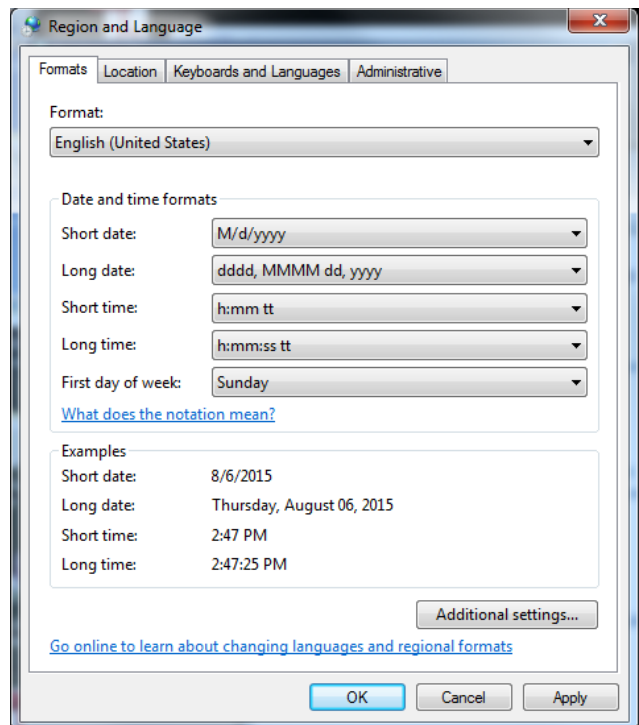 Region and Language
Formats Location Keyboards and Languages Administrative
Format:
English (United States)
Date and time formats
Short date: M/d/yyyy
Long date: dddd, MMMM dd, yyyy
Short time: h:mm tt
Long time: h:mm:ss tt
First day of week: Sunday
What does the notation mean?
Examples
Short date: 8/6/2015
Long date: Thursday, August 06, 2015
Short time: 2:47 PM
Long time: 2:47:25 PM
Additional settings...
Go online to learn about changing languages and regional formats
OK Cancel Apply